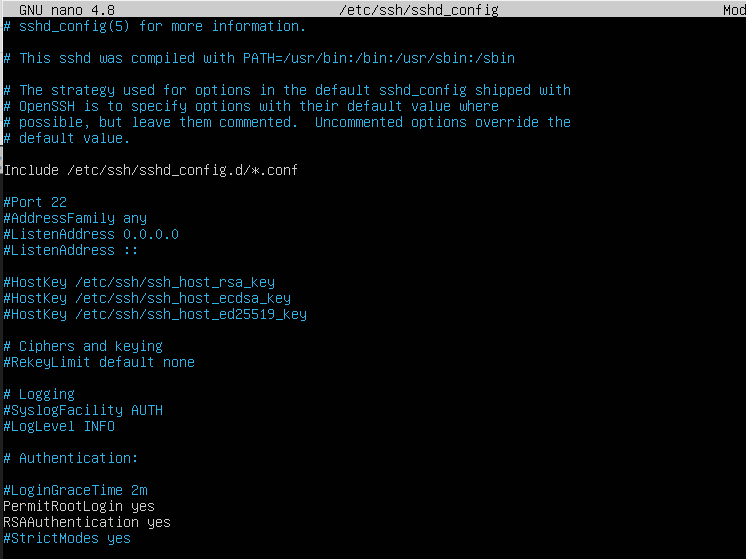 GNU nano 4.8 /etc/ssh/sshd_config Mod
# sshd_config(5) for more information.
# This sshd was compiled with PATH=/usr/bin:/bin:/usr/sbin:/sbin
# The strategy used for options in the default sshd_config shipped with
# OpenSSH is to specify options with their default value where
# possible, but leave them commented.  Uncommented options override the
# default value.
Include /etc/ssh/sshd_config.d/*.conf
#Port 22
#AddressFamily any
#ListenAddress 0.0.0.0
#ListenAddress ::
#HostKey /etc/ssh/ssh_host_rsa_key
#HostKey /etc/ssh/ssh_host_ecdsa_key
#HostKey /etc/ssh/ssh_host_ed25519_key
# Ciphers and keying
#RekeyLimit default none
# Logging
#SyslogFacility AUTH
#LogLevel INFO
# Authentication:
#LoginGraceTime 2m
PermitRootLogin yes
RSAAuthentication yes
#StrictModes yes